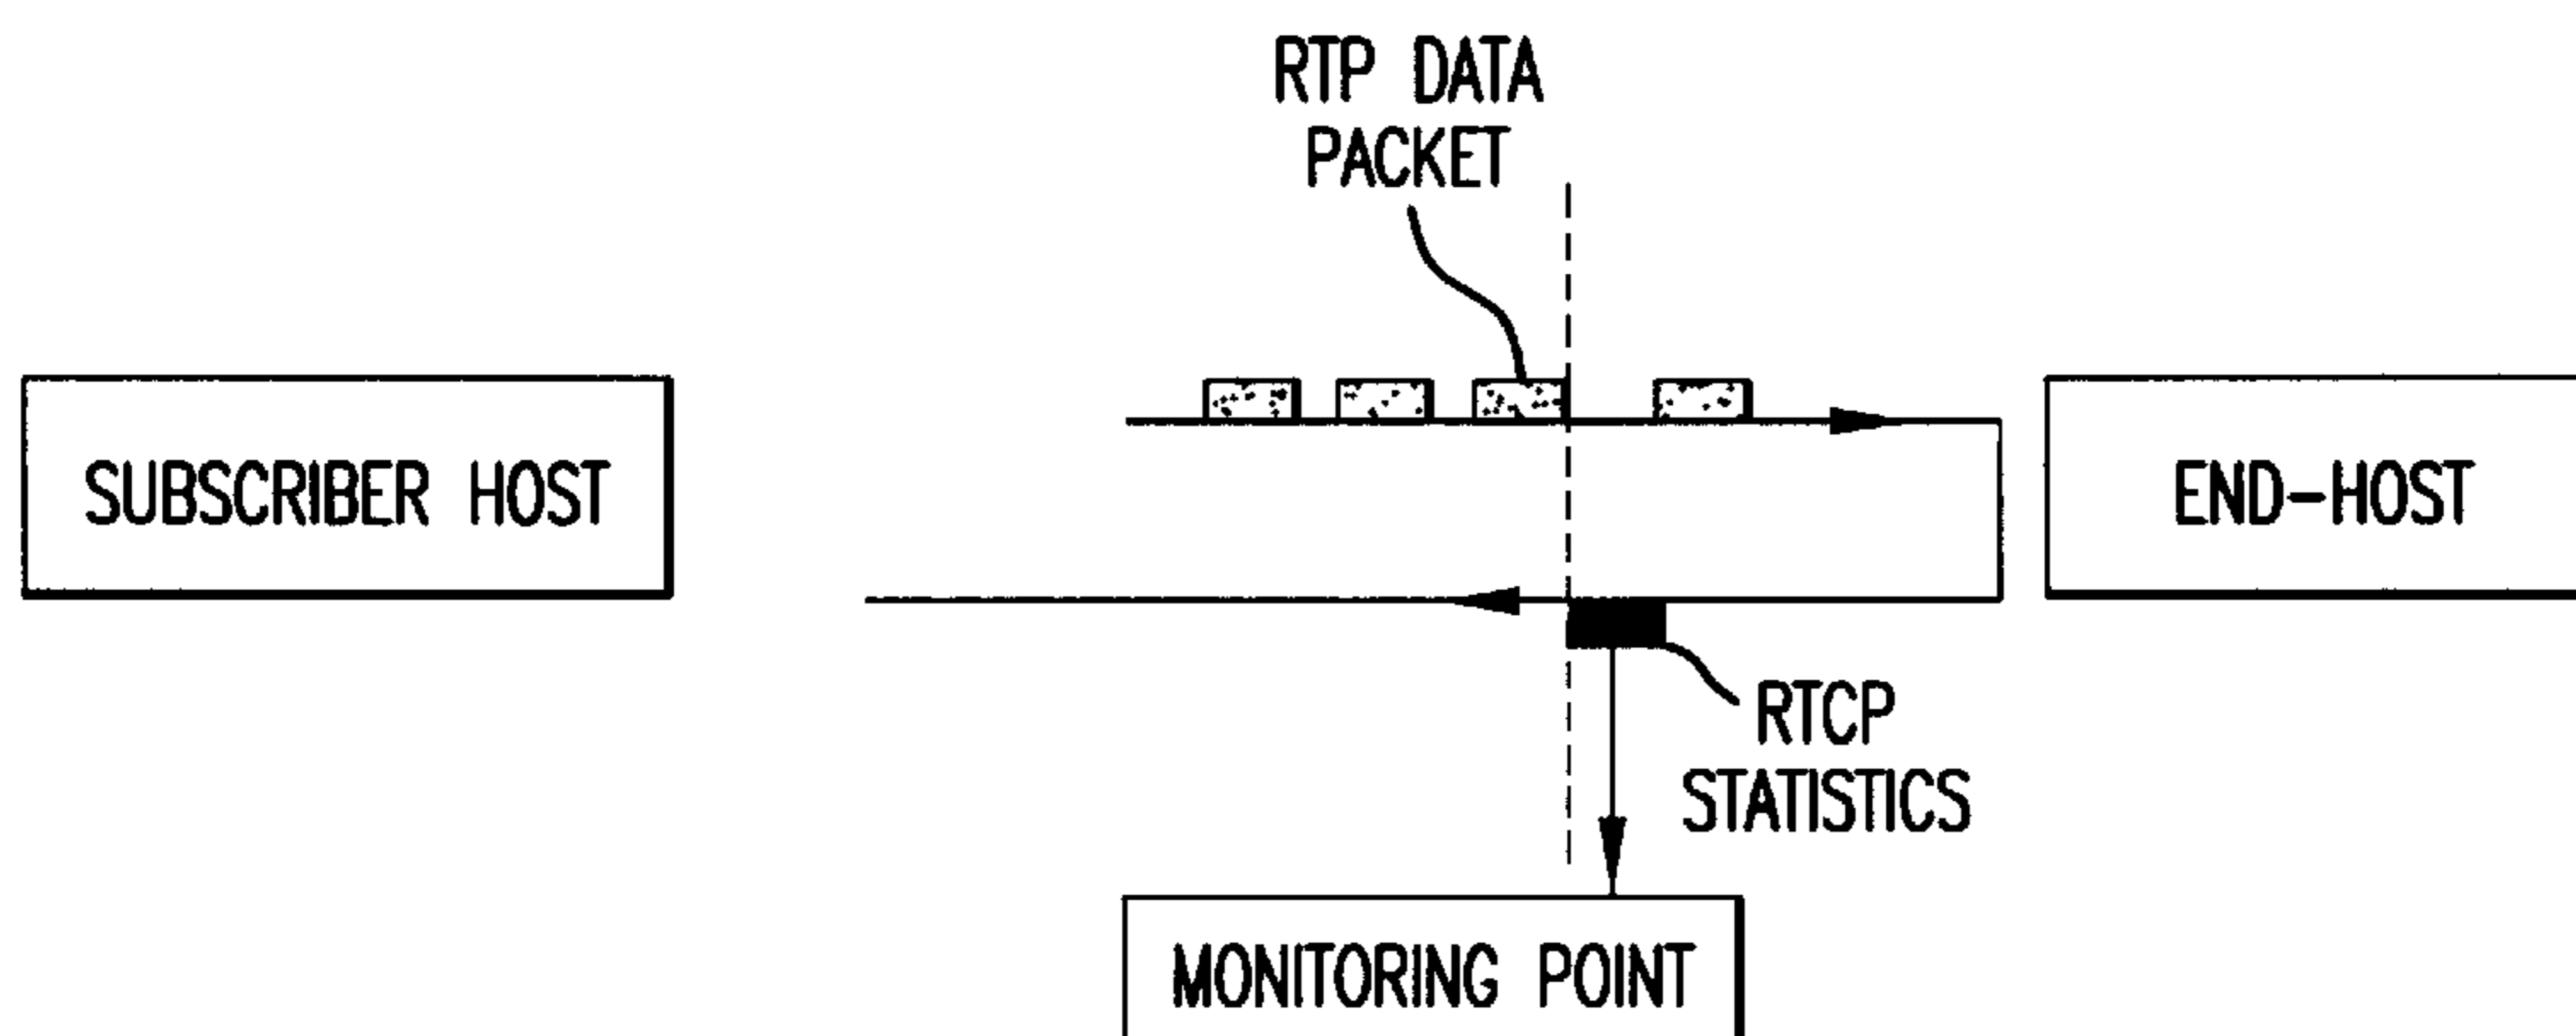 RTP DATA
PACKET
SUBSCRIBER HOST
END-HOST
RTCP
STATISTICS
MONITORING POINT